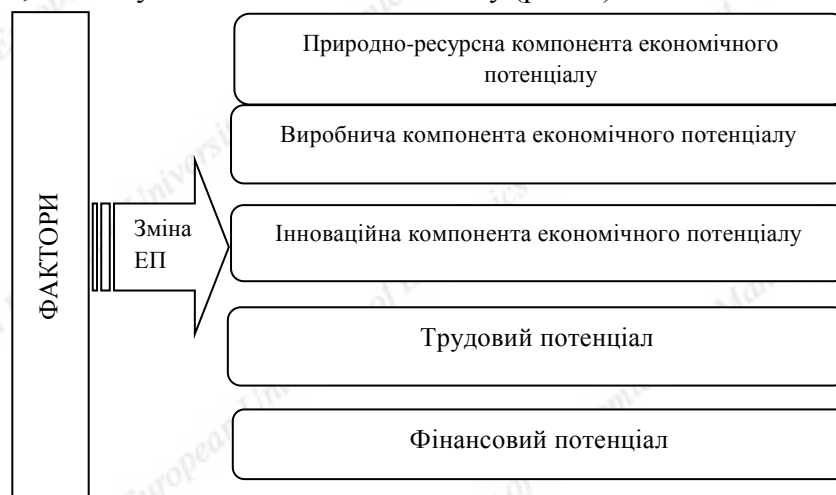 Природно-ресурсна компонента економічного
потенціалу
Виробнича компонента економічного потенціалу
ФАКТОРИ
Зміна
ЕП
Інноваційна компонента економічного потенціалу
Трудовий потенціал
Фінансовий потенціал